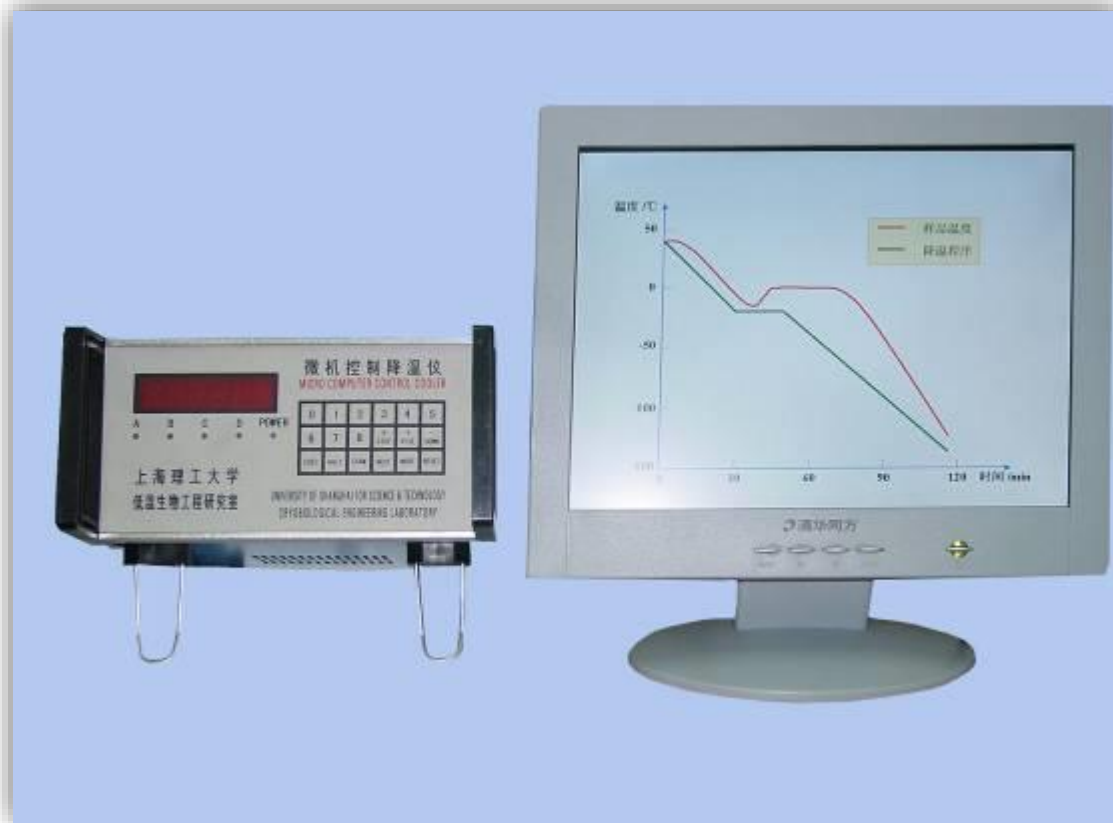 微机控制降温仪
MICRO COMPUTER CONTROL COOLER
A B C D POWER
0 1 2 3 4 5
6 7 8
上海理工大学
低温生物工程研究室
UNIVERSITY OF SHANGHAI FOR SCIENCE & TECHNOLOGY
CRYOBIOLOGICAL ENGINEERING LABORATORY
温度/℃
50
0
-50
100
0 30 60 90 120 时间/min
样品温度
降温程序
清华同方